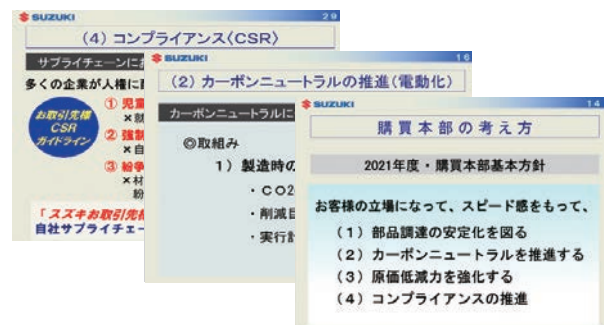 SUZUKI
29
（4）コンプライアンス〈CSR〉
サプライチェーンに
多くの企業が人権に
お取引先様
CSR
ガイドライン
① 児童
② 強制
③ 紛争
「スズキお取引先様
自社サプライチェー
SUZUKI
16
（2）カーボンニュートラルの推進（電動化）
カーボンニュートラルに
◎取組み
1）製造時の
・CO2
・削減目
・実行計
SUZUKI
14
購買本部の考え方
2021年度・購買本部基本方針
お客様の立場になって、スピード感をもって、
（1）部品調達の安定化を図る
（2）カーボンニュートラルを推進する
（3）原価低減力を強化する
（4）コンプライアンスの推進